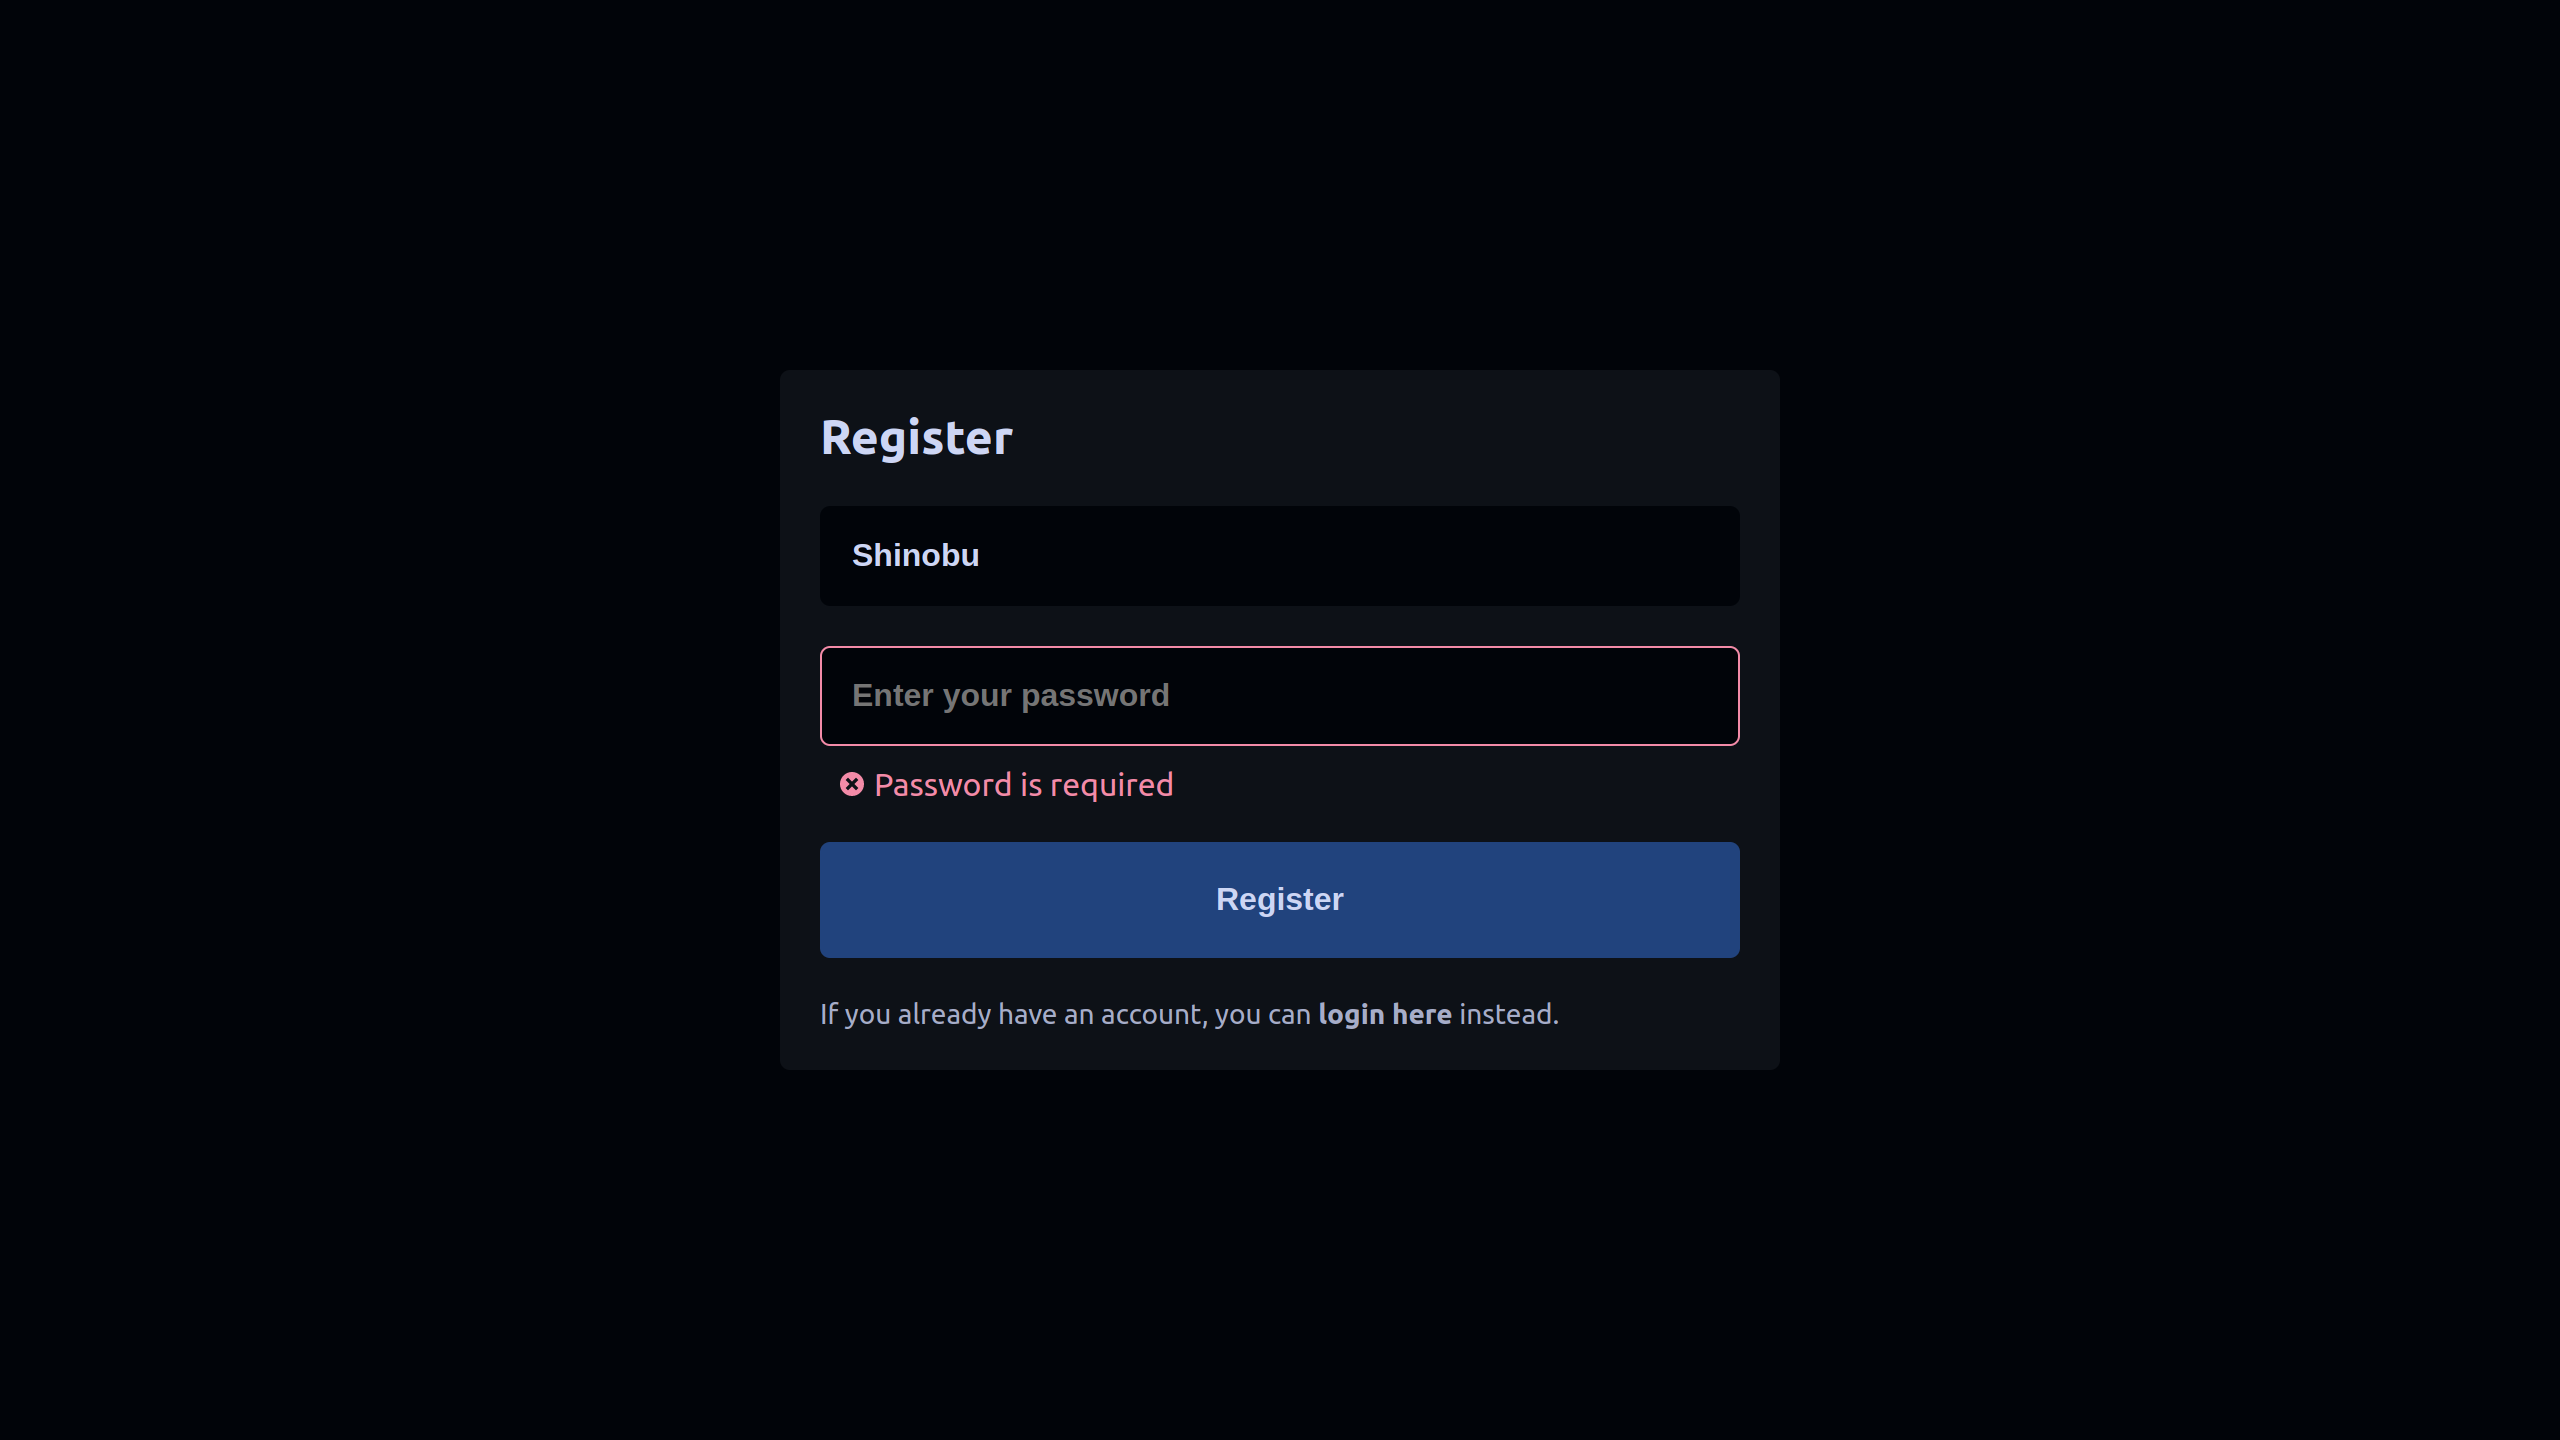 Register
Shinobu
Enter your password
Password is required
Register
If you already have an account, you can login here instead.